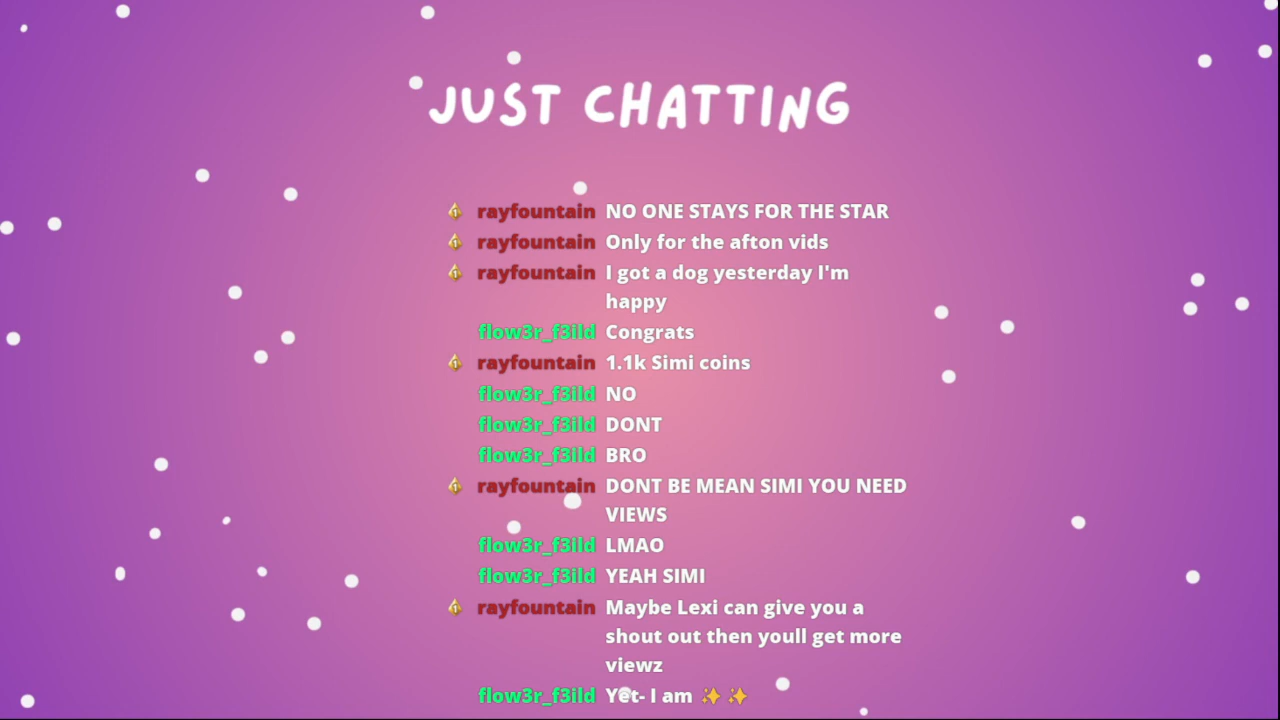 JUST CHATTING
rayfountain NO ONE STAYS FOR THE STAR
rayfountain Only for the afton vids
rayfountain I got a dog yesterday I'm
happy
flow3r_f3ild Congrats
rayfountain 1.1k Simi coins
flow3r_f3ild NO
flow3r_f3ild DONT
flow3r_f3ild BRO
rayfountain DONT BE MEAN SIMI YOU NEED
VIEWS
flow3r_f3ild LMAO
flow3r_f3ild YEAH SIMI
rayfountain Maybe Lexi can give you a
shout out then youll get more
viewz
flow3r_f3ild Yet- I am ✨ ✨